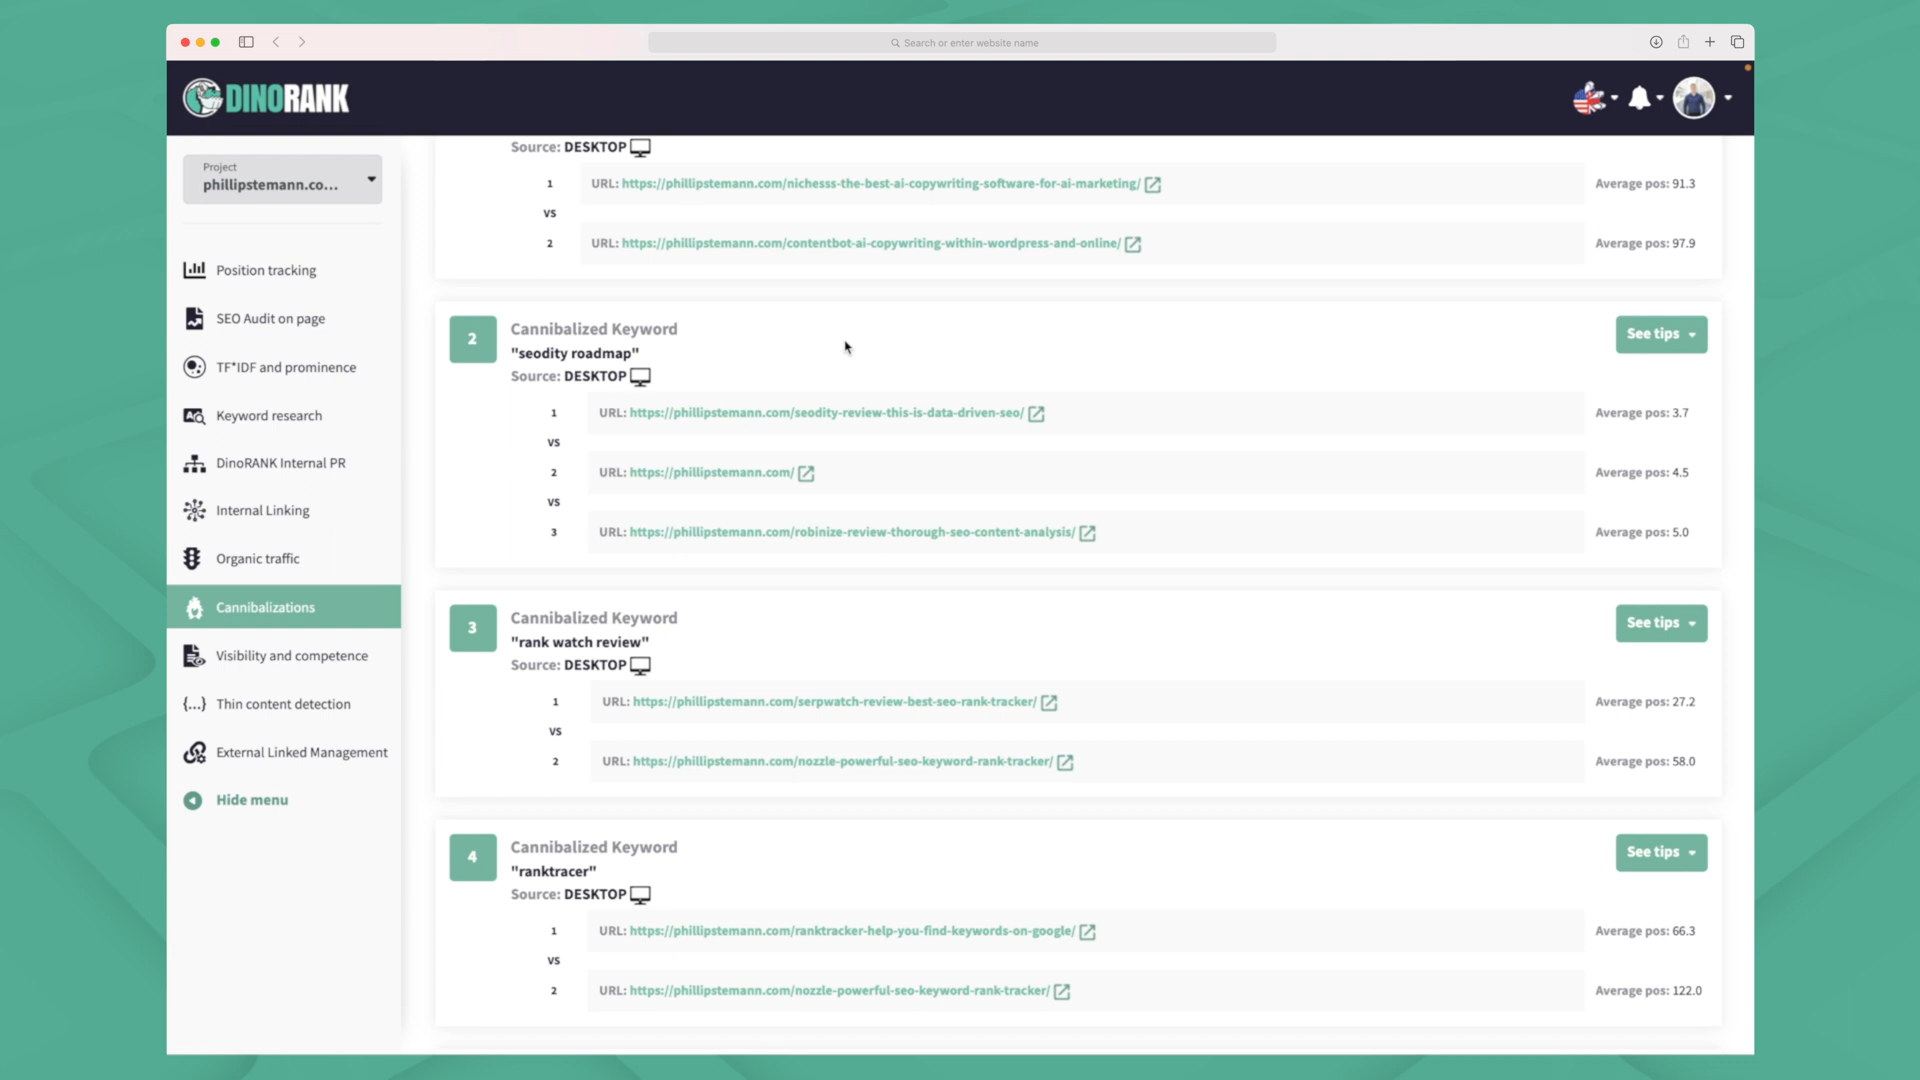 Search or enter website name
DINORANK
Project
phillipstemann.co...
Position tracking
SEO Audit on page
TF*IDF and prominence
Keyword research
DinoRANK Internal PR
Internal Linking
Organic traffic
Cannibalizations
Visibility and competence
Thin content detection
External Linked Management
Hide menu
Source: DESKTOP
1 URL: https://phillipstemann.com/nichesss-the-best-ai-copywriting-software-for-ai-marketing/ Average pos: 91.3
VS
2 URL: https://phillipstemann.com/contentbot-ai-copywriting-within-wordpress-and-online/ Average pos: 97.9
2 Cannibalized Keyword See tips
"seodity roadmap"
Source: DESKTOP
1 URL: https://phillipstemann.com/seodity-review-this-is-data-driven-seo/ Average pos: 3.7
VS
2 URL: https://phillipstemann.com/ Average pos: 4.5
VS
3 URL: https://phillipstemann.com/robinize-review-thorough-seo-content-analysis/ Average pos: 5.0
3 Cannibalized Keyword See tips
"rank watch review"
Source: DESKTOP
1 URL: https://phillipstemann.com/serpwatch-review-best-seo-rank-tracker/ Average pos: 27.2
VS
2 URL: https://phillipstemann.com/nozzle-powerful-seo-keyword-rank-tracker/ Average pos: 58.0
4 Cannibalized Keyword See tips
"ranktracer"
Source: DESKTOP
1 URL: https://phillipstemann.com/ranktracker-help-you-find-keywords-on-google/ Average pos: 66.3
VS
2 URL: https://phillipstemann.com/nozzle-powerful-seo-keyword-rank-tracker/ Average pos: 122.0